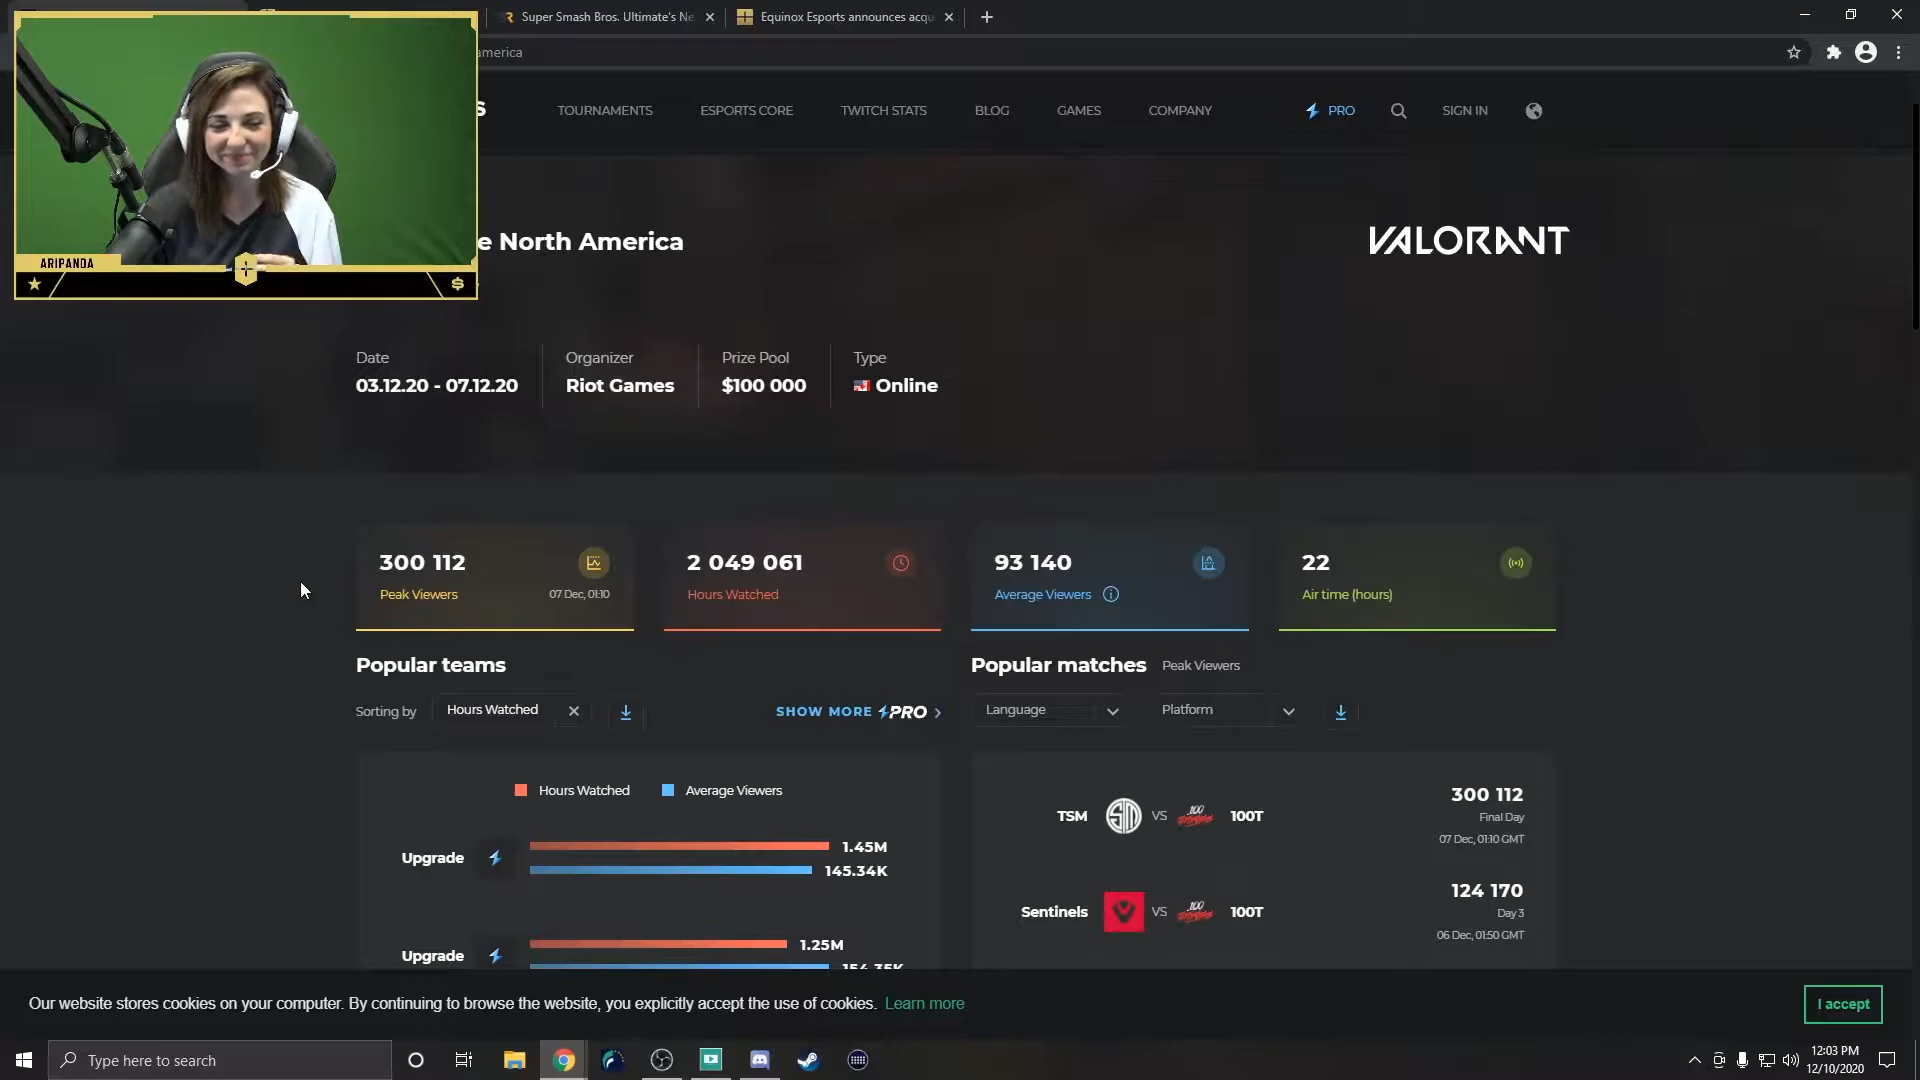 Super Smash Bros. Ultimate's Ne
Equinox Esports announces acqu
america
S
TOURNAMENTS
ESPORTS CORE
TWITCH STATS
BLOG
GAMES
COMPANY
PRO
SIGN IN
ARIPANDA
e North America
VALORANT
Date
03.12.20 - 07.12.20
Organizer
Riot Games
Prize Pool
$100 000
Type
Online
300 112
Peak Viewers
07 Dec, 01:10
2 049 061
Hours Watched
93 140
Average Viewers
22
Air time (hours)
Popular teams
Sorting by
Hours Watched
SHOW MORE PRO
Popular matches
Peak Viewers
Language
Platform
Hours Watched
Average Viewers
Upgrade
1.45M
145.34K
Upgrade
1.25M
154.35K
TSM
VS
100T
300 112
Final Day
07 Dec, 01:10 GMT
Sentinels
VS
100T
124 170
Day 3
06 Dec, 01:50 GMT
Our website stores cookies on your computer. By continuing to browse the website, you explicitly accept the use of cookies. Learn more
I accept
Type here to search
12:03 PM
12/10/2020